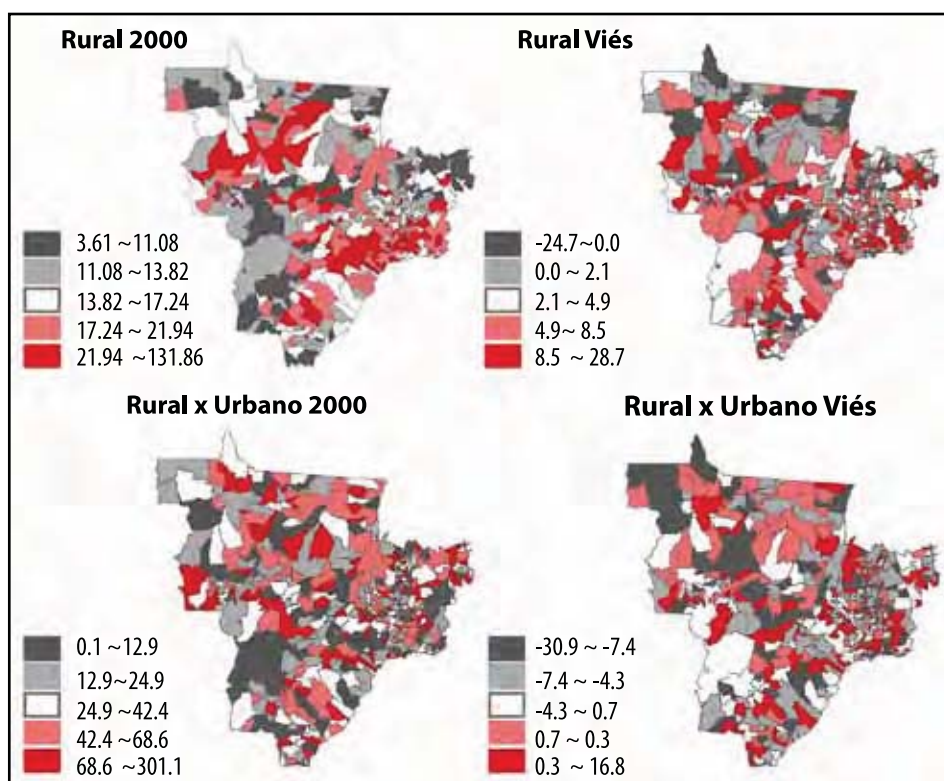 Rural 2000
3.61 ~11.08
11.08 ~13.82
13.82 ~17.24
17.24 ~ 21.94
21.94 ~131.86
Rural Viés
-24.7~0.0
0.0 ~ 2.1
2.1 ~ 4.9
4.9~ 8.5
8.5 ~ 28.7
Rural x Urbano 2000
0.1 ~12.9
12.9~24.9
24.9 ~42.4
42.4 ~68.6
68.6 ~301.1
Rural x Urbano Viés
-30.9 ~ -7.4
-7.4 ~ -4.3
-4.3 ~ 0.7
0.7 ~ 0.3
0.3 ~ 16.8